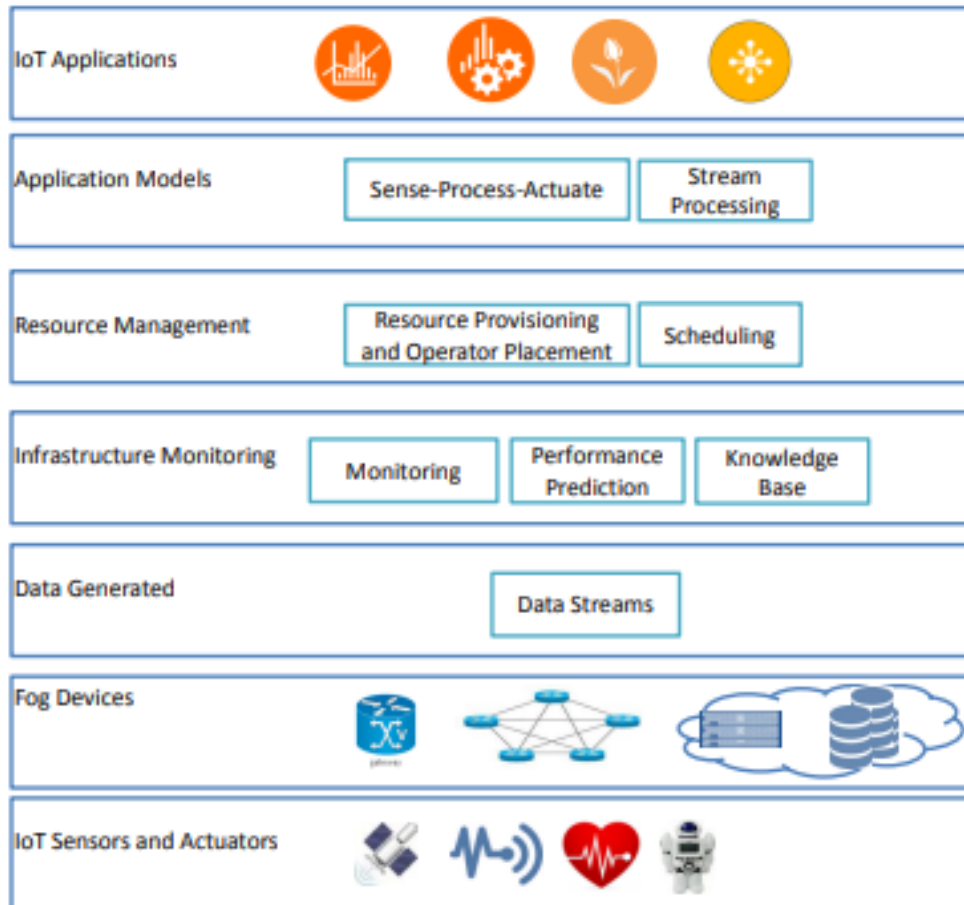 IoT Applications
Application Models
Sense-Process-Actuate
Stream
Processing
Resource Management
Resource Provisioning
and Operator Placement
Scheduling
Infrastructure Monitoring
Monitoring
Performance
Prediction
Knowledge
Base
Data Generated
Data Streams
Fog Devices
V
IoT Sensors and Actuators